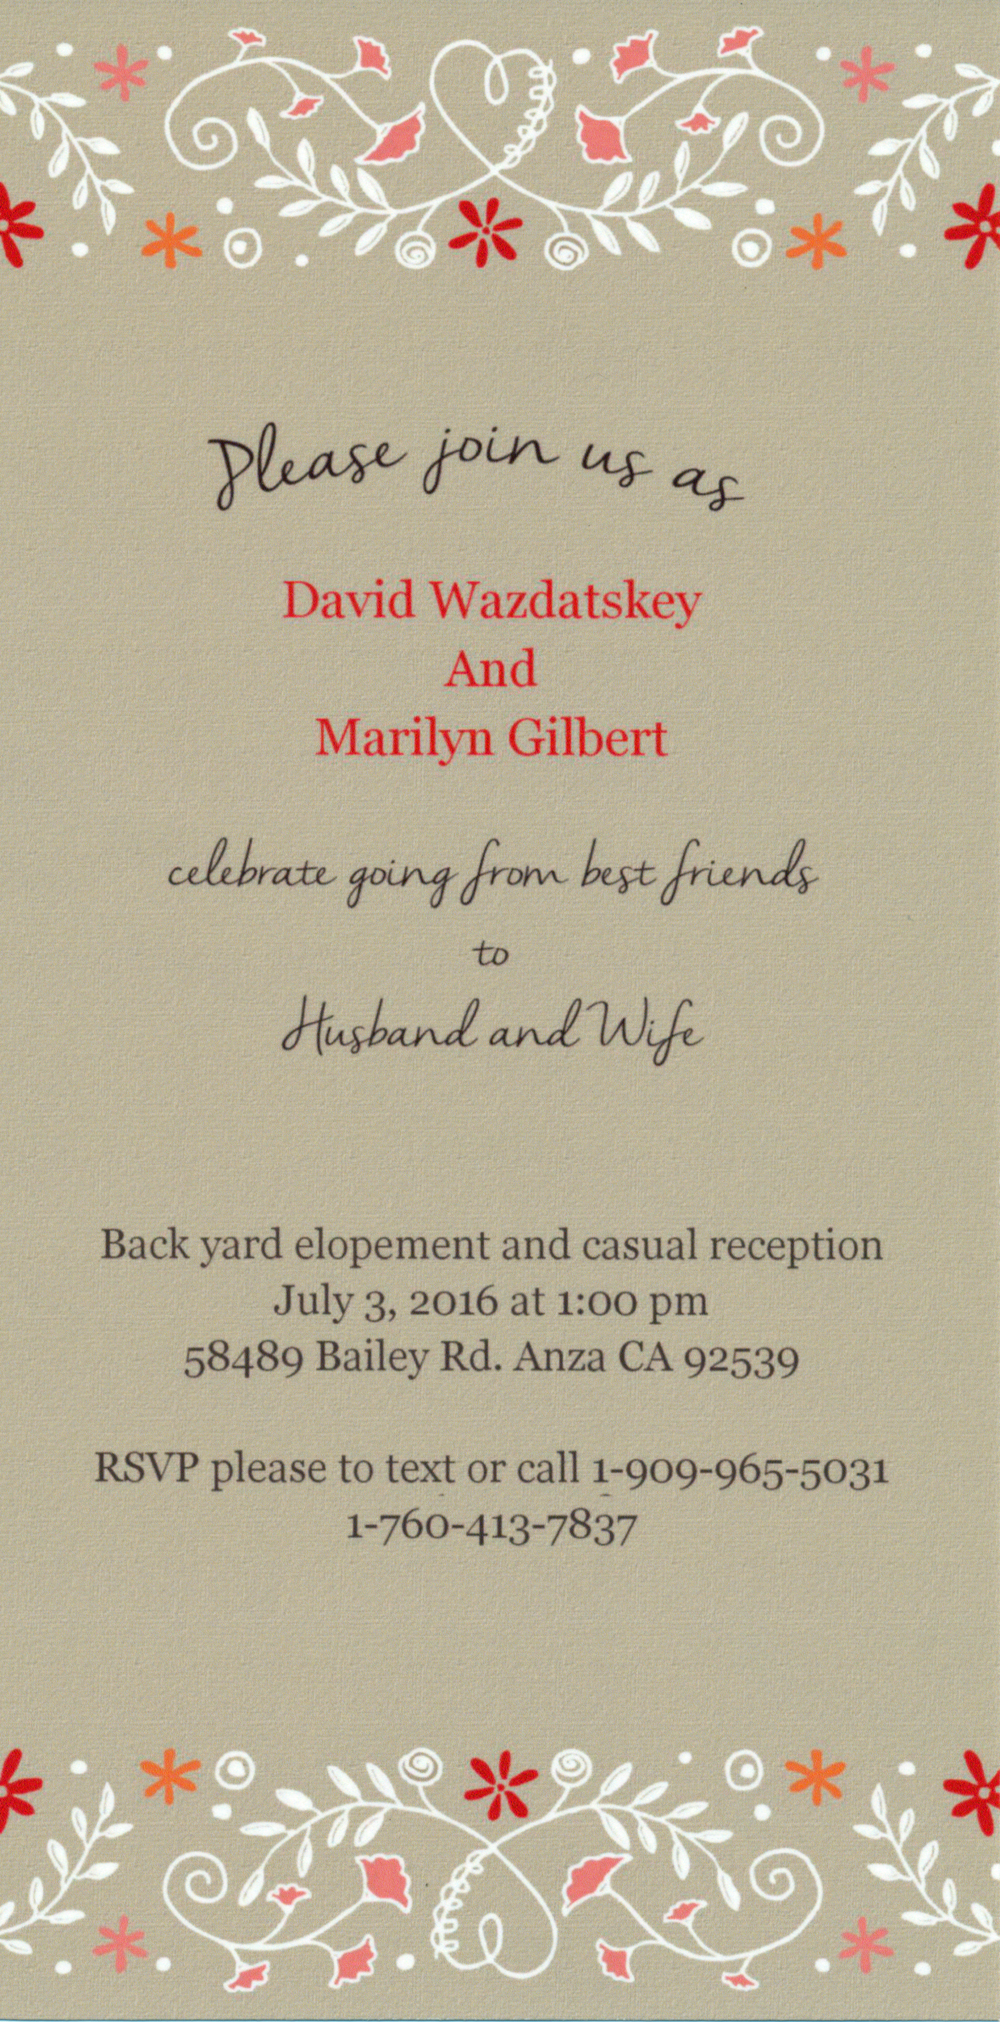 Please join us as
David Wazdatskey
And
Marilyn Gilbert
celebrate going from best friends
to
Husband and Wife
Back yard elopement and casual reception
July 3, 2016 at 1:00 pm
58489 Bailey Rd. Anza CA 92539
RSVP please to text or call 1-909-965-5031
1-760-413-7837